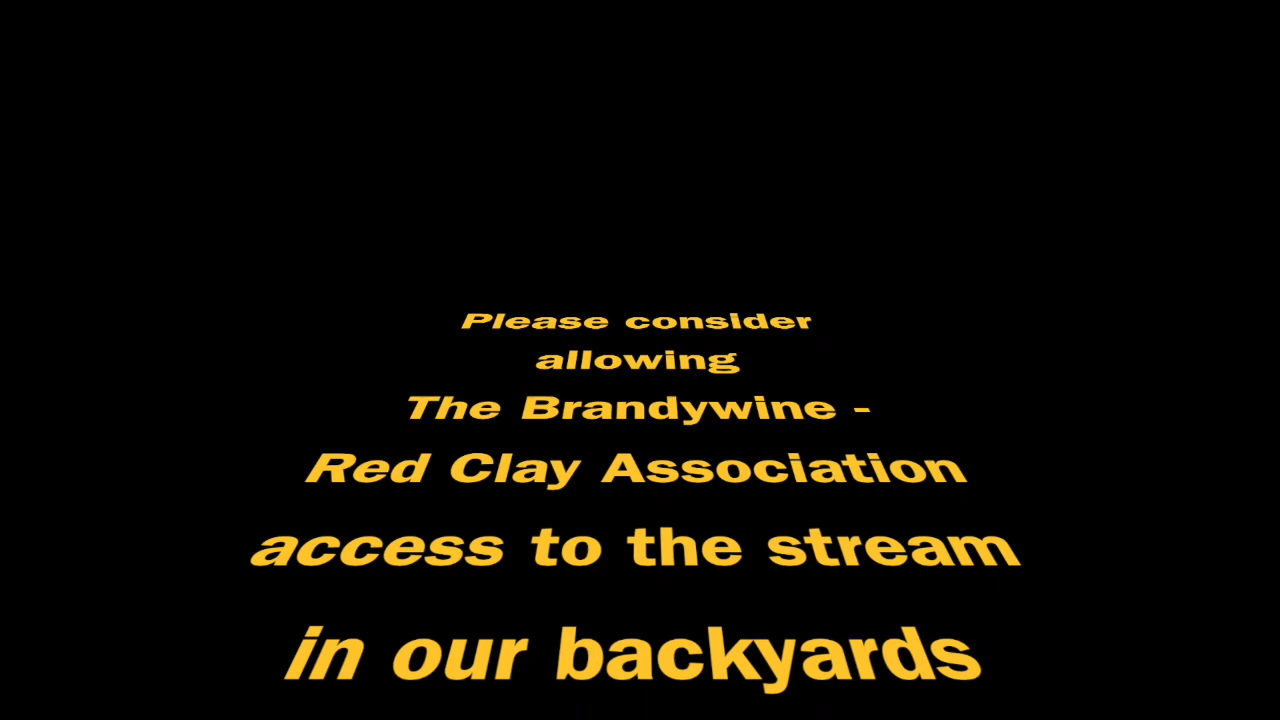 Please consider
allowing
The Brandywine -
Red Clay Association
access to the stream
in our backyards